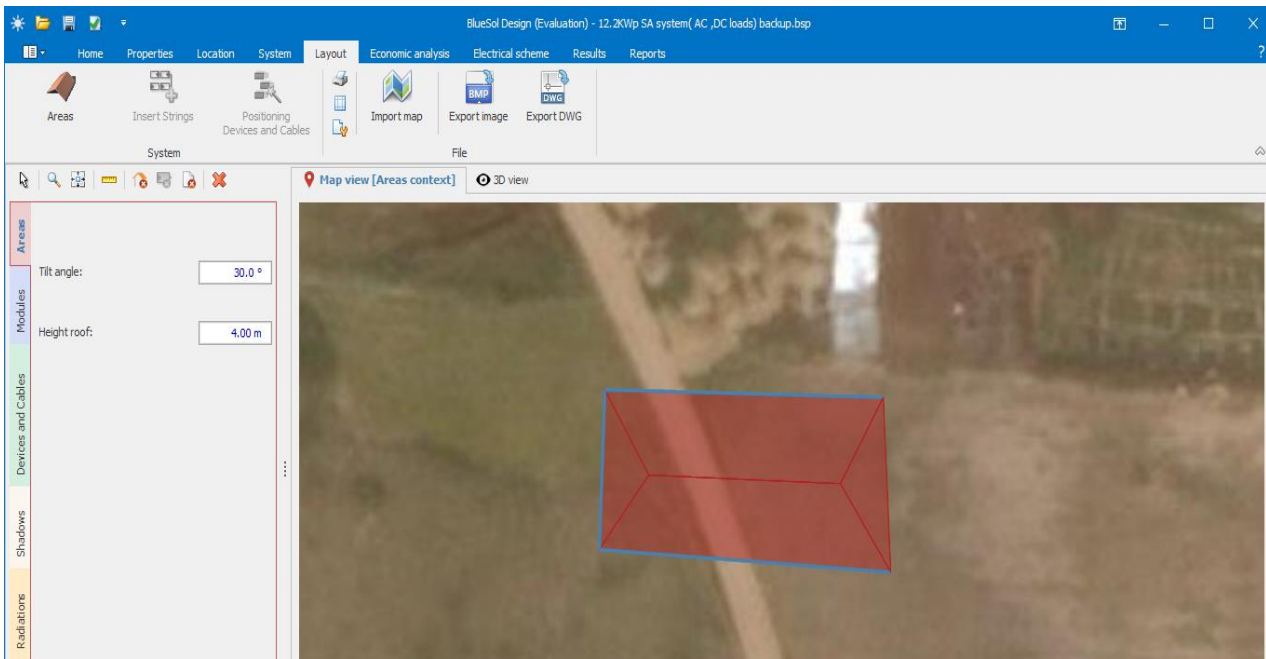 BlueSol Design (Evaluation) - 12.2KWp SA system( AC ,DC loads) backup.bsp
Home Properties Location System Layout Economic analysis Electrical scheme Results Reports ?
Areas
Insert Strings
Positioning
Devices and Cables
Import map
BMP
Export image
DWG
Export DWG
System
File
Map view [Areas context]
3D view
Areas
Modules
Devices and Cables
Shadows
Radiations
Tilt angle: 30.0 °
Height roof: 4.00 m